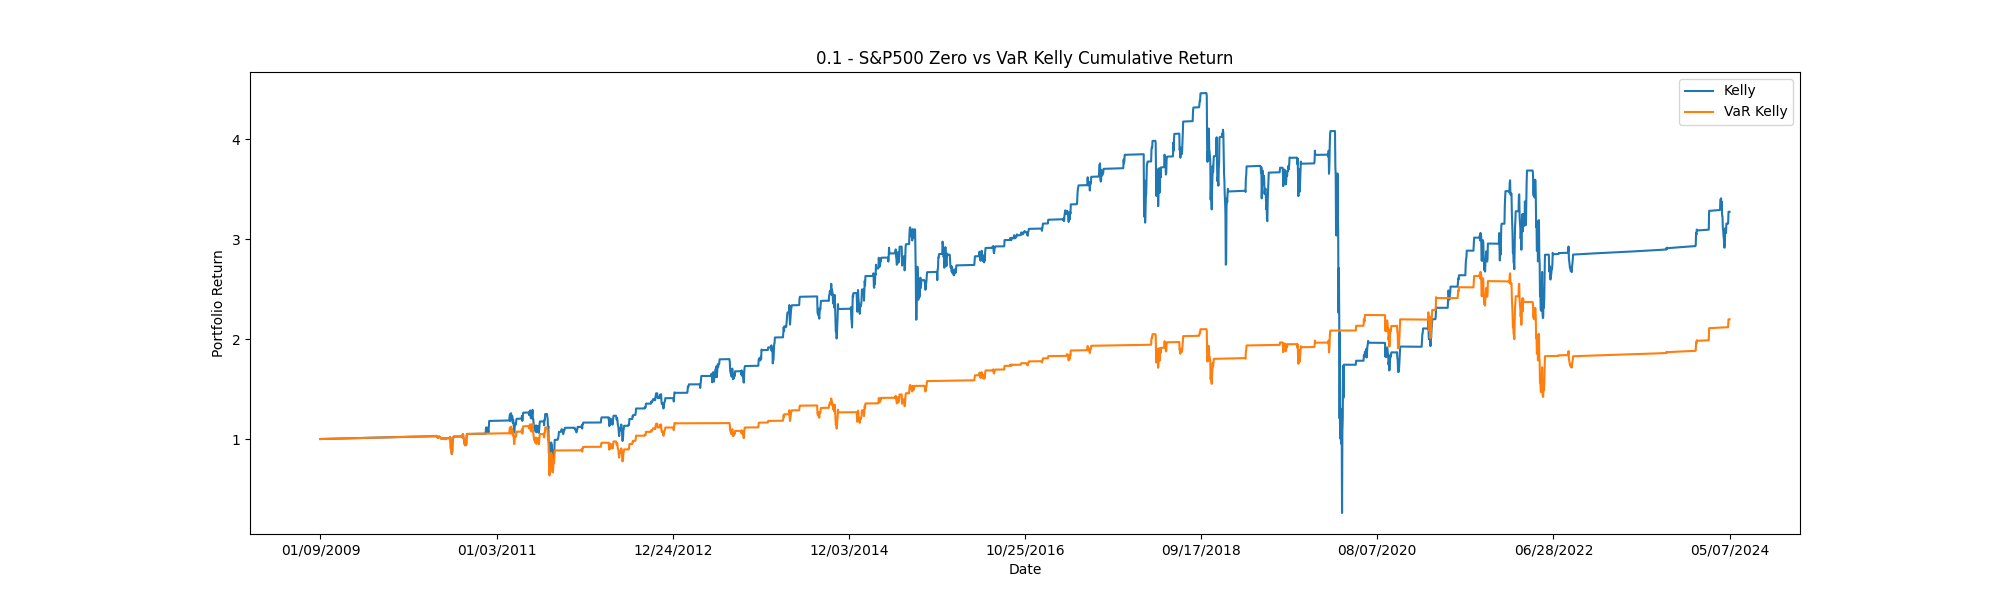 0.1 - S&P500 Zero vs VaR Kelly Cumulative Return
Kelly
VaR Kelly
Portfolio Return
4
3
2
1
01/09/2009 01/03/2011 12/24/2012 12/03/2014 10/25/2016 09/17/2018 08/07/2020 06/28/2022 05/07/2024
Date